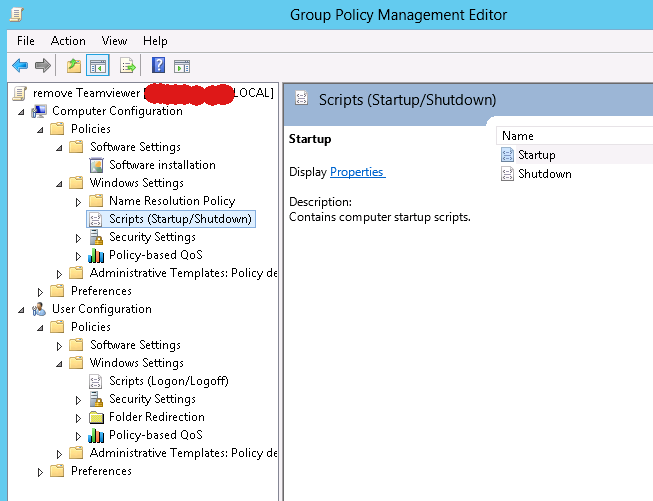 Group Policy Management Editor
File Action View Help
remove Teamviewer [LOCAL]
Computer Configuration
Policies
Software Settings
Software installation
Windows Settings
Name Resolution Policy
Scripts (Startup/Shutdown)
Security Settings
Policy-based QoS
Administrative Templates: Policy de
Preferences
User Configuration
Policies
Software Settings
Windows Settings
Scripts (Logon/Logoff)
Security Settings
Folder Redirection
Policy-based QoS
Administrative Templates: Policy de
Preferences
Scripts (Startup/Shutdown)
Startup
Display Properties
Description:
Contains computer startup scripts.
Name
Startup
Shutdown